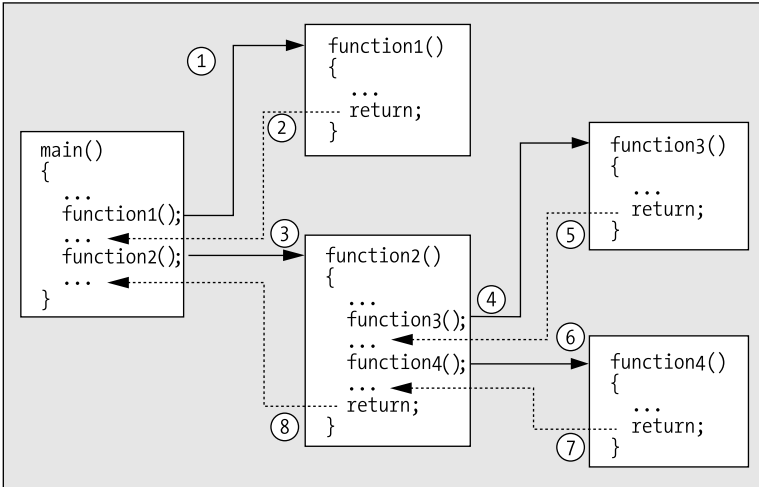 main()
{
...
function1();
...
function2();
...
}
1
function1()
{
...
return;
}
2
3
function2()
{
...
function3();
...
function4();
...
return;
}
4
function3()
{
...
return;
}
5
6
function4()
{
...
return;
}
7
8